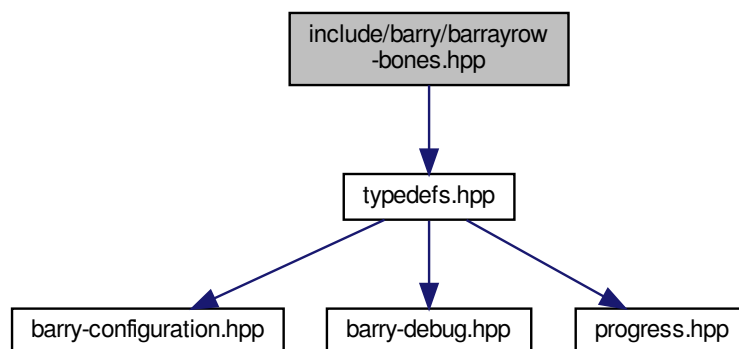 include/barry/barrayrow
-bones.hpp
typedefs.hpp
barry-configuration.hpp
barry-debug.hpp
progress.hpp